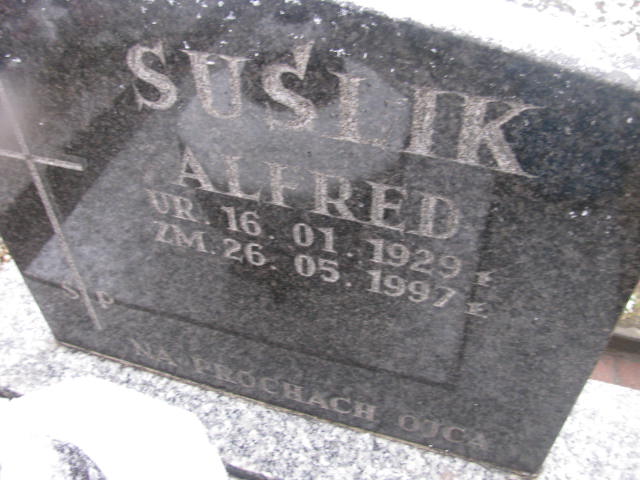 SUSLIK
ALFRED
UR. 16. 01. 1929 r.
ZM. 26. 05. 1997 r.
Ś P
NA PROCHACH OJCA